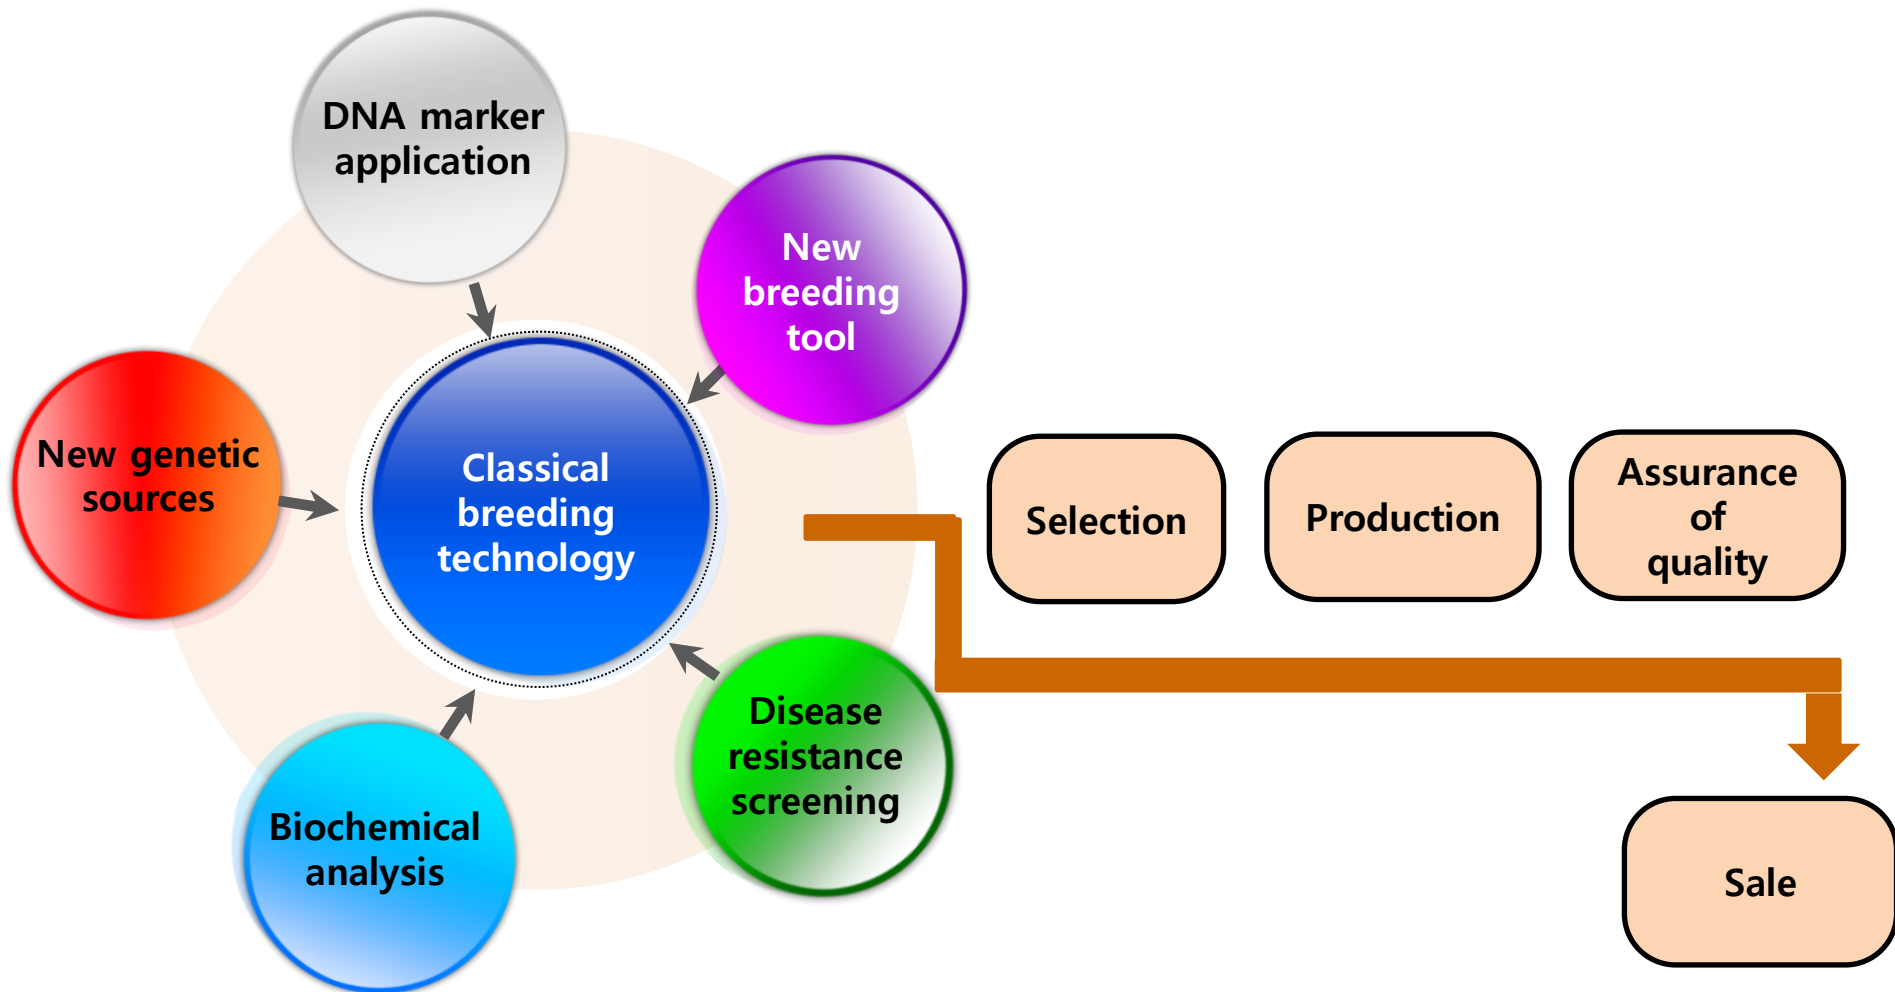 DNA marker
application
New
breeding
tool
New genetic
sources
Classical
breeding
technology
Disease
resistance
screening
Biochemical
analysis
Selection
Production
Assurance
of
quality
Sale